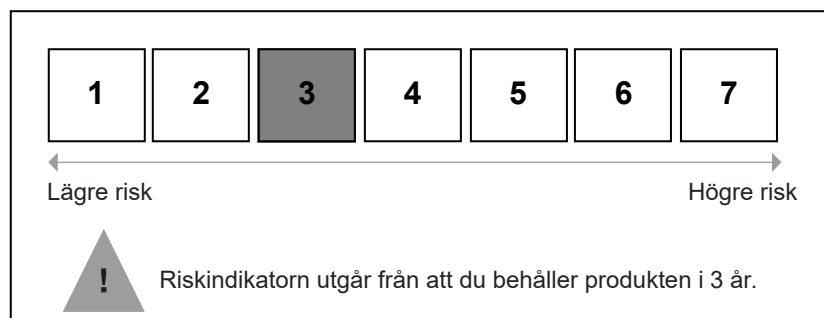 1 2 3 4 5 6 7
Lägre risk Högre risk
! Riskindikatorn utgår från att du behåller produkten i 3 år.